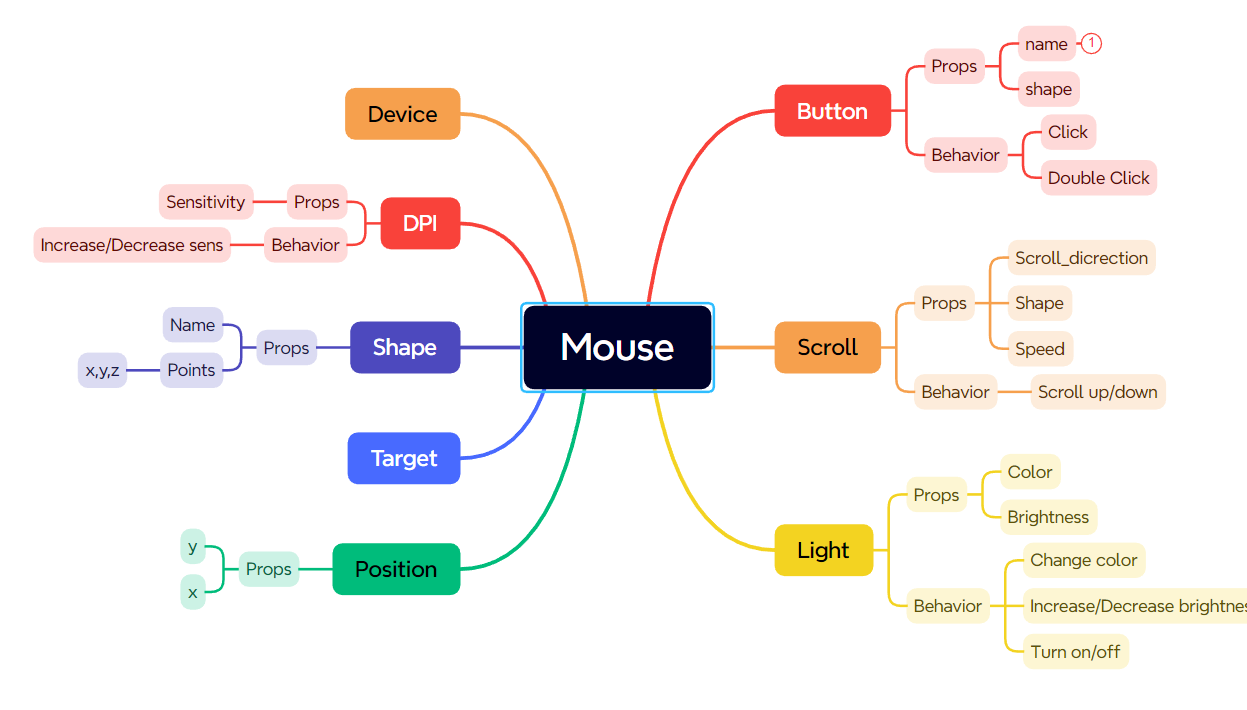 name
1
Props
shape
Button
Click
Behavior
Double Click
Device
Sensitivity
Props
DPI
Increase/Decrease sens
Behavior
Name
Props
Shape
x,y,z
Points
Mouse
Scroll_dicrection
Props
Shape
Speed
Scroll
Behavior
Scroll up/down
Target
y
Props
Position
x
Color
Props
Brightness
Light
Change color
Behavior
Increase/Decrease brightnes
Turn on/off